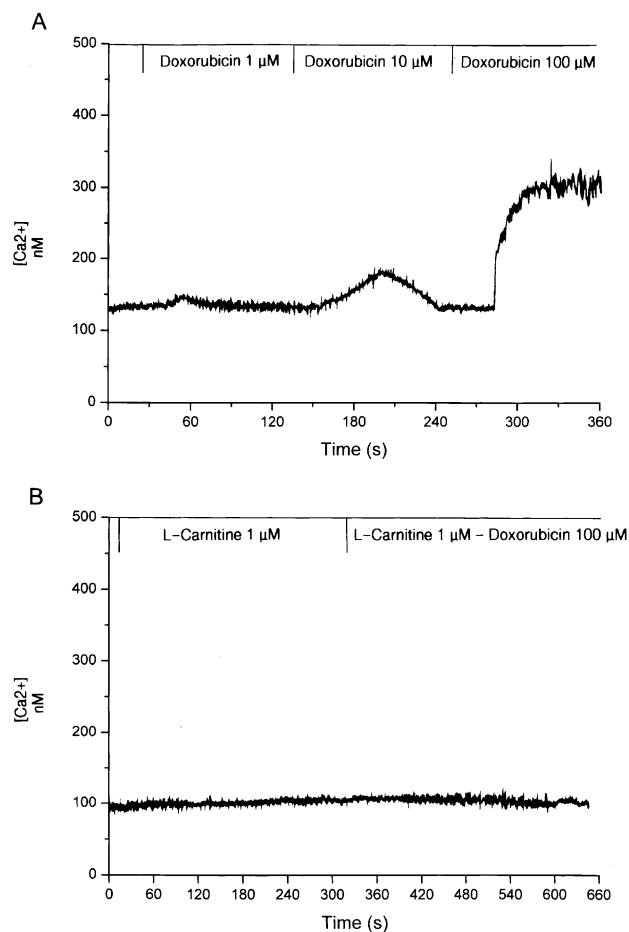 A
Doxorubicin 1 μM
Doxorubicin 10 μM
Doxorubicin 100 μM
500
400
300
200
100
0
[Ca2+]
nM
0 60 120 180 240 300 360
Time (s)
B
L-Carnitine 1 μM
L-Carnitine 1 μM - Doxorubicin 100 μM
500
400
300
200
100
0
[Ca2+]
nM
0 60 120 180 240 300 360 420 480 540 600 660
Time (s)